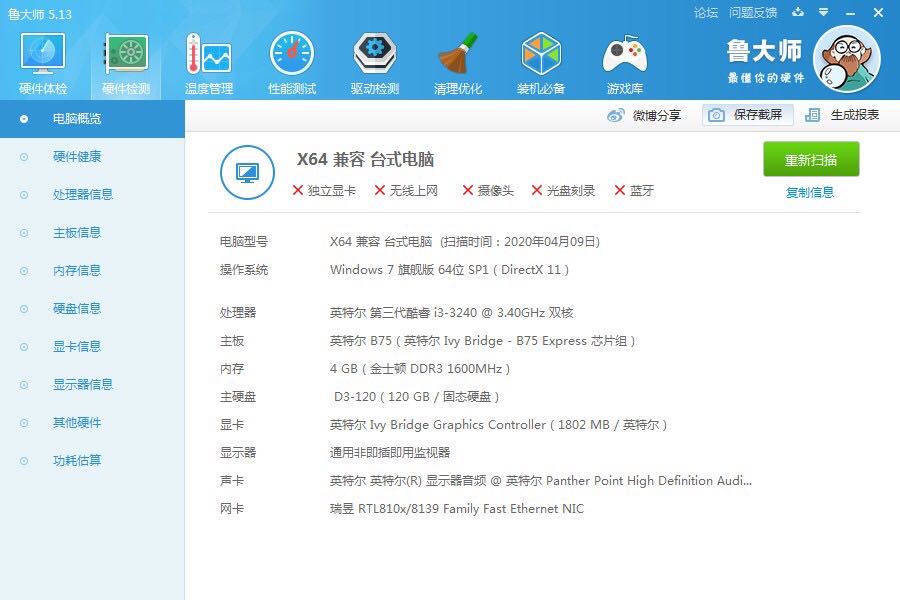 鲁大师 5.13
论坛 问题反馈
硬件体检 硬件检测 温度管理 性能测试 驱动检测 清理优化 装机必备 游戏库
鲁大师
最懂你的硬件
微博分享 保存截屏 生成报表
电脑概览
硬件健康
处理器信息
主板信息
内存信息
硬盘信息
显卡信息
显示器信息
其他硬件
功耗估算
X64 兼容 台式电脑
重新扫描
独立显卡 无线上网 摄像头 光盘刻录 蓝牙
复制信息
电脑型号 X64 兼容 台式电脑 (扫描时间：2020年04月09日)
操作系统 Windows 7 旗舰版 64位 SP1 ( DirectX 11 )
处理器 英特尔 第三代酷睿 i3-3240 @ 3.40GHz 双核
主板 英特尔 B75 ( 英特尔 Ivy Bridge - B75 Express 芯片组 )
内存 4 GB ( 金士顿 DDR3 1600MHz )
主硬盘 D3-120 ( 120 GB / 固态硬盘 )
显卡 英特尔 Ivy Bridge Graphics Controller ( 1802 MB / 英特尔 )
显示器 通用非即插即用监视器
声卡 英特尔 英特尔(R) 显示器音频 @ 英特尔 Panther Point High Definition Audi...
网卡 瑞昱 RTL810x/8139 Family Fast Ethernet NIC